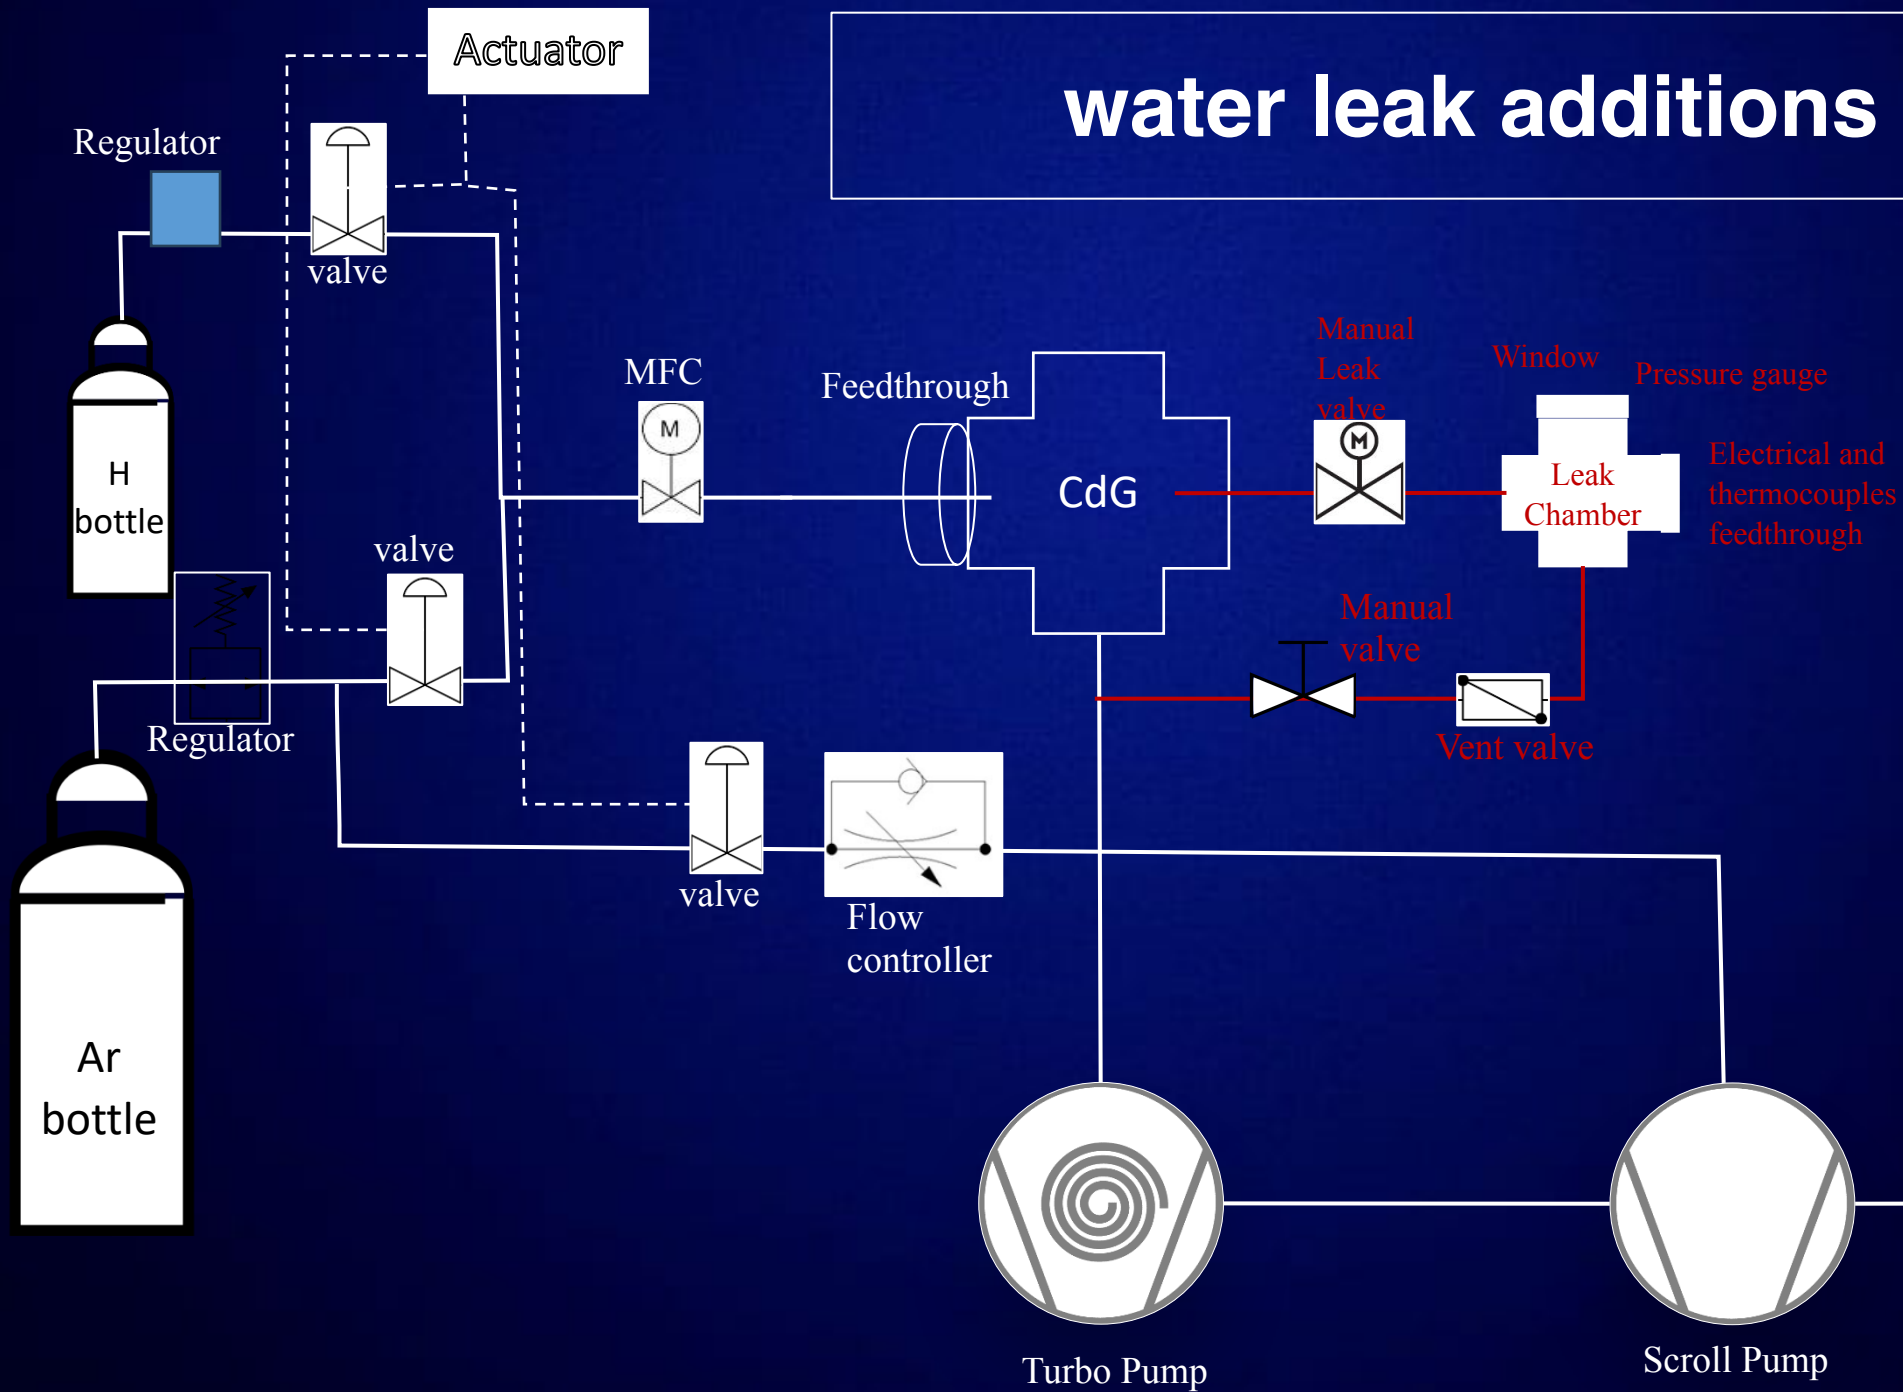 Actuator
water leak additions
Regulator
valve
Manual
Leak
valve
Window
Pressure gauge
MFC
Feedthrough
M
M
H
bottle
CdG
Leak
Chamber
Electrical and
thermocouples
feedthrough
valve
Manual
valve
Regulator
Vent valve
valve
Flow
controller
Ar
bottle
Turbo Pump
Scroll Pump